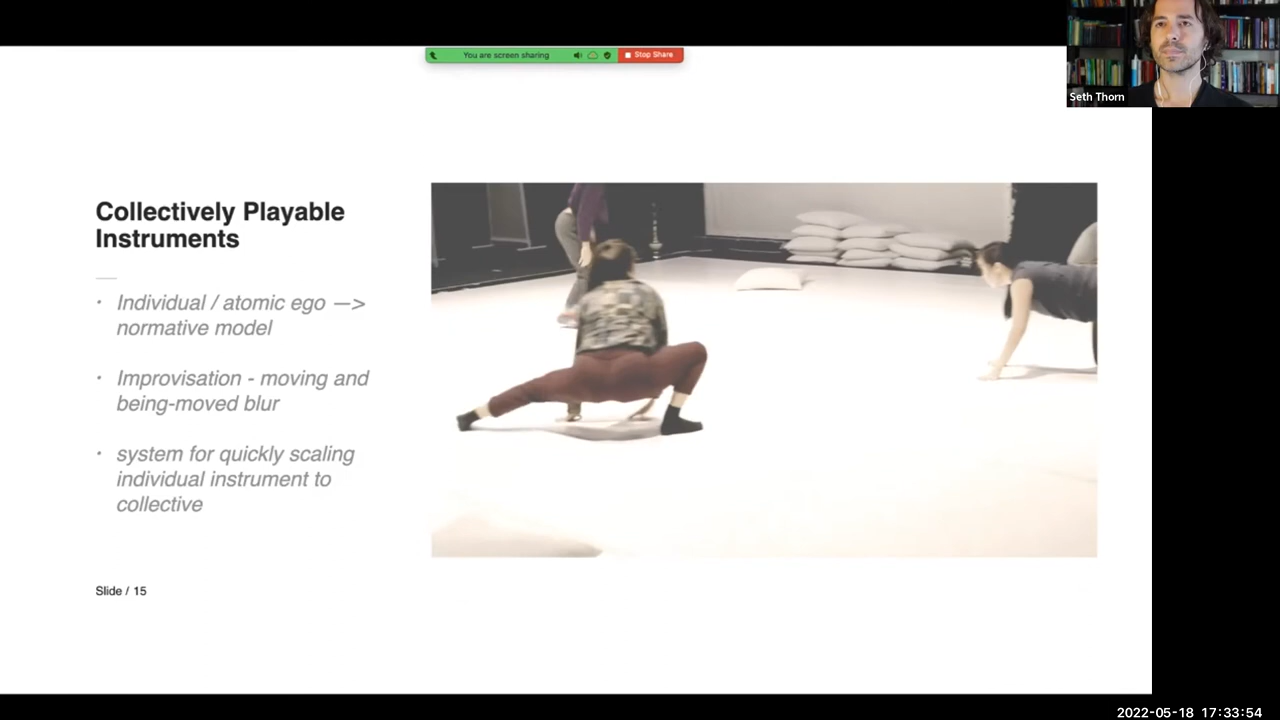 You are screen sharing
Stop Share
Seth Thorn
Collectively Playable
Instruments
• Individual / atomic ego —>
normative model
• Improvisation - moving and
being-moved blur
• system for quickly scaling
individual instrument to
collective
Slide / 15
2022-05-18 17:33:54